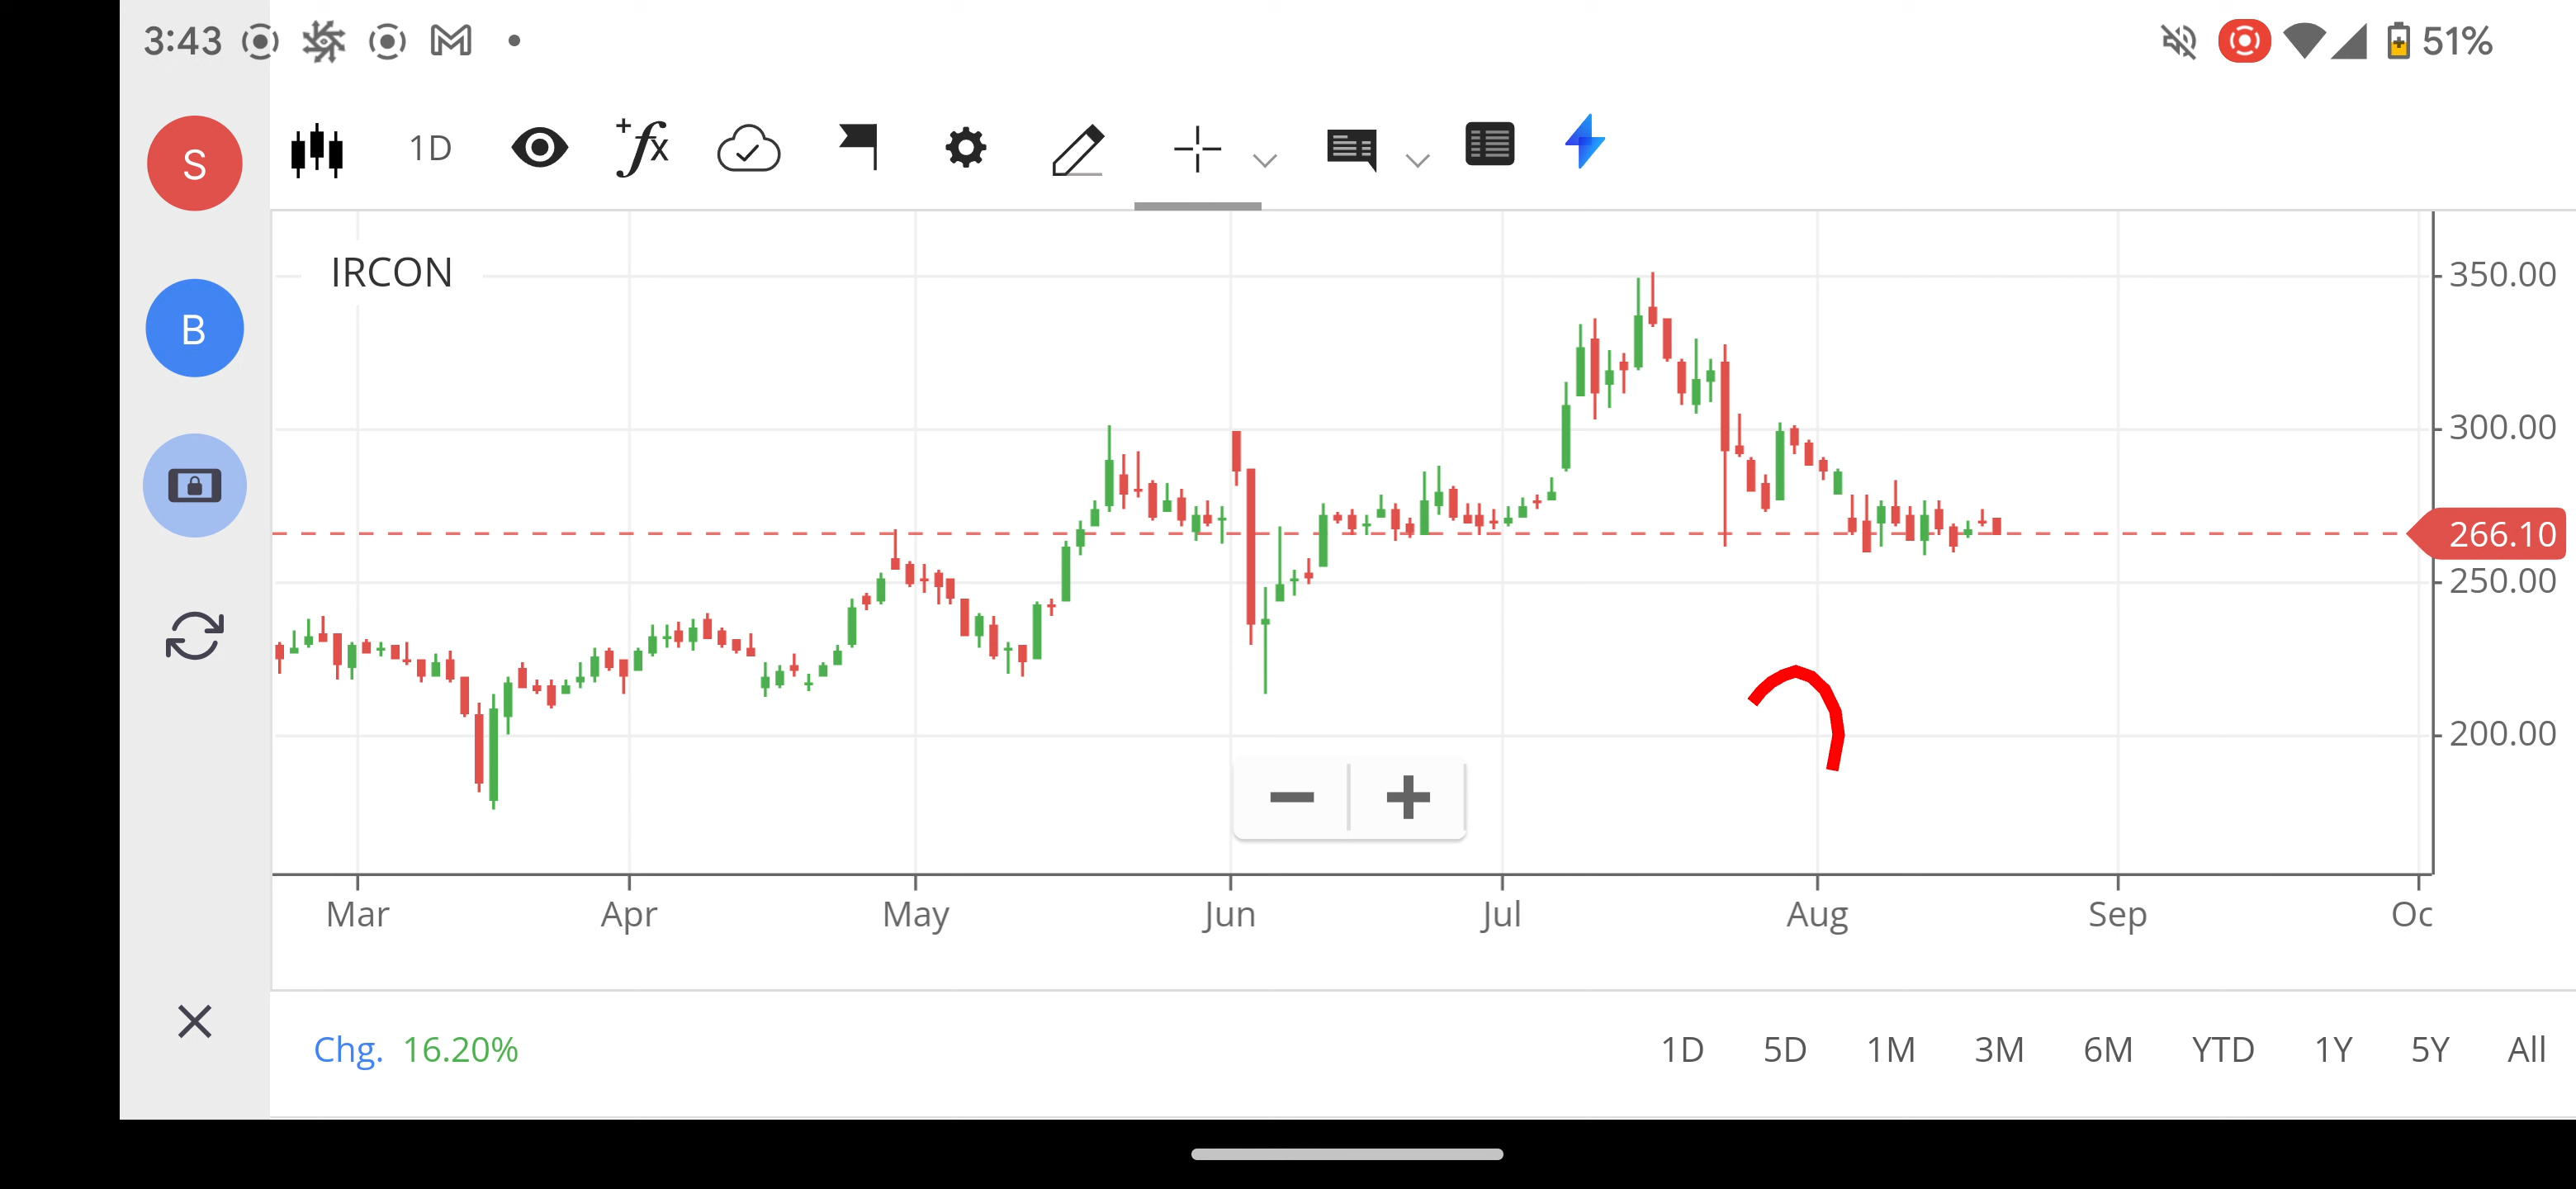 3:43
51%
S
1D
fx
B
IRCON
350.00
300.00
266.10
250.00
200.00
Mar Apr May Jun Jul Aug Sep Oc
Chg. 16.20%
1D 5D 1M 3M 6M YTD 1Y 5Y All